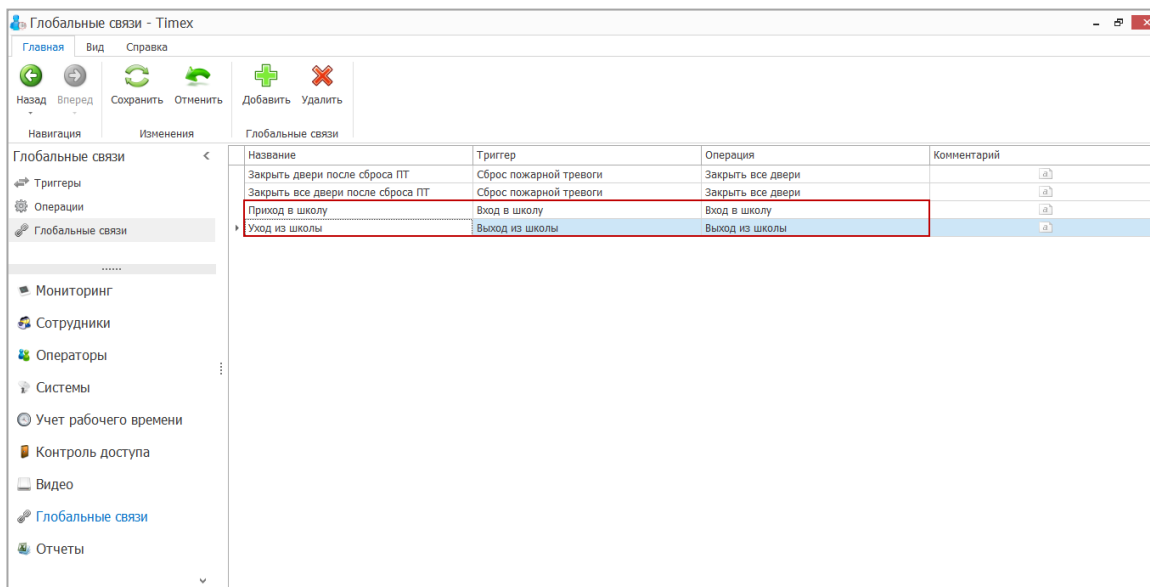 Глобальные связи - Timex
Главная Вид Справка
Назад Вперед Сохранить Отменить Добавить Удалить
Навигация Изменения Глобальные связи
Глобальные связи
Триггеры
Операции
Глобальные связи
Мониторинг
Сотрудники
Операторы
Системы
Учет рабочего времени
Контроль доступа
Видео
Глобальные связи
Отчеты
Название Триггер Операция Комментарий
Закрыть двери после сброса ПТ Сброс пожарной тревоги Закрыть все двери a
Закрыть все двери после сброса ПТ Сброс пожарной тревоги Закрыть все двери a
Приход в школу Вход в школу Вход в школу a
Уход из школы Выход из школы Выход из школы a